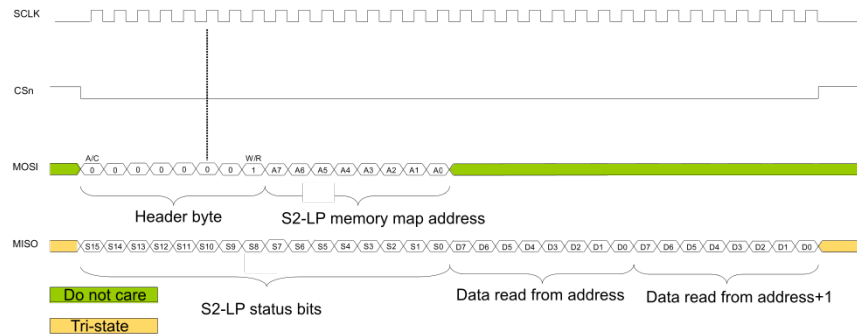 SCLK
CSn
A/C W/R
MOSI 0 0 0 0 0 0 0 1 A7 A6 A5 A4 A3 A2 A1 A0
Header byte S2-LP memory map address
MISO S15 S14 S13 S12 S11 S10 S9 S8 S7 S6 S5 S4 S3 S2 S1 S0 D7 D6 D5 D4 D3 D2 D1 D0 D7 D6 D5 D4 D3 D2 D1 D0
Do not care S2-LP status bits Data read from address Data read from address+1
Tri-state